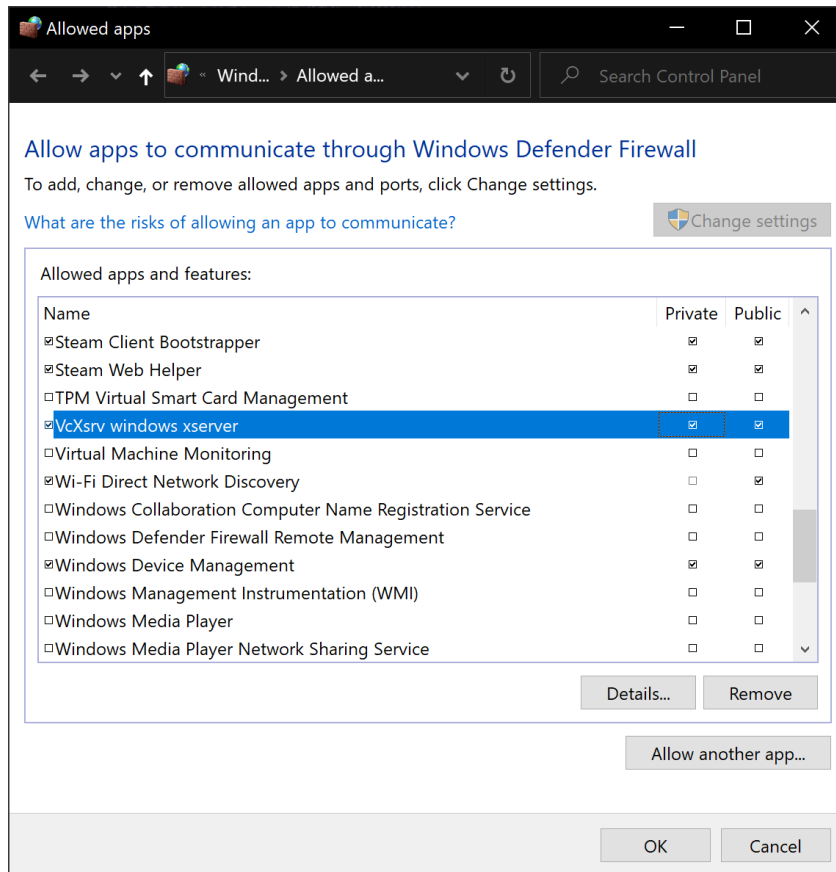 Allowed apps
« Wind... > Allowed a... Search Control Panel
Allow apps to communicate through Windows Defender Firewall
To add, change, or remove allowed apps and ports, click Change settings.
What are the risks of allowing an app to communicate? Change settings
Allowed apps and features:
Name Private Public
Steam Client Bootstrapper
Steam Web Helper
TPM Virtual Smart Card Management
VcXsrv windows xserver
Virtual Machine Monitoring
Wi-Fi Direct Network Discovery
Windows Collaboration Computer Name Registration Service
Windows Defender Firewall Remote Management
Windows Device Management
Windows Management Instrumentation (WMI)
Windows Media Player
Windows Media Player Network Sharing Service
Details... Remove
Allow another app...
OK Cancel